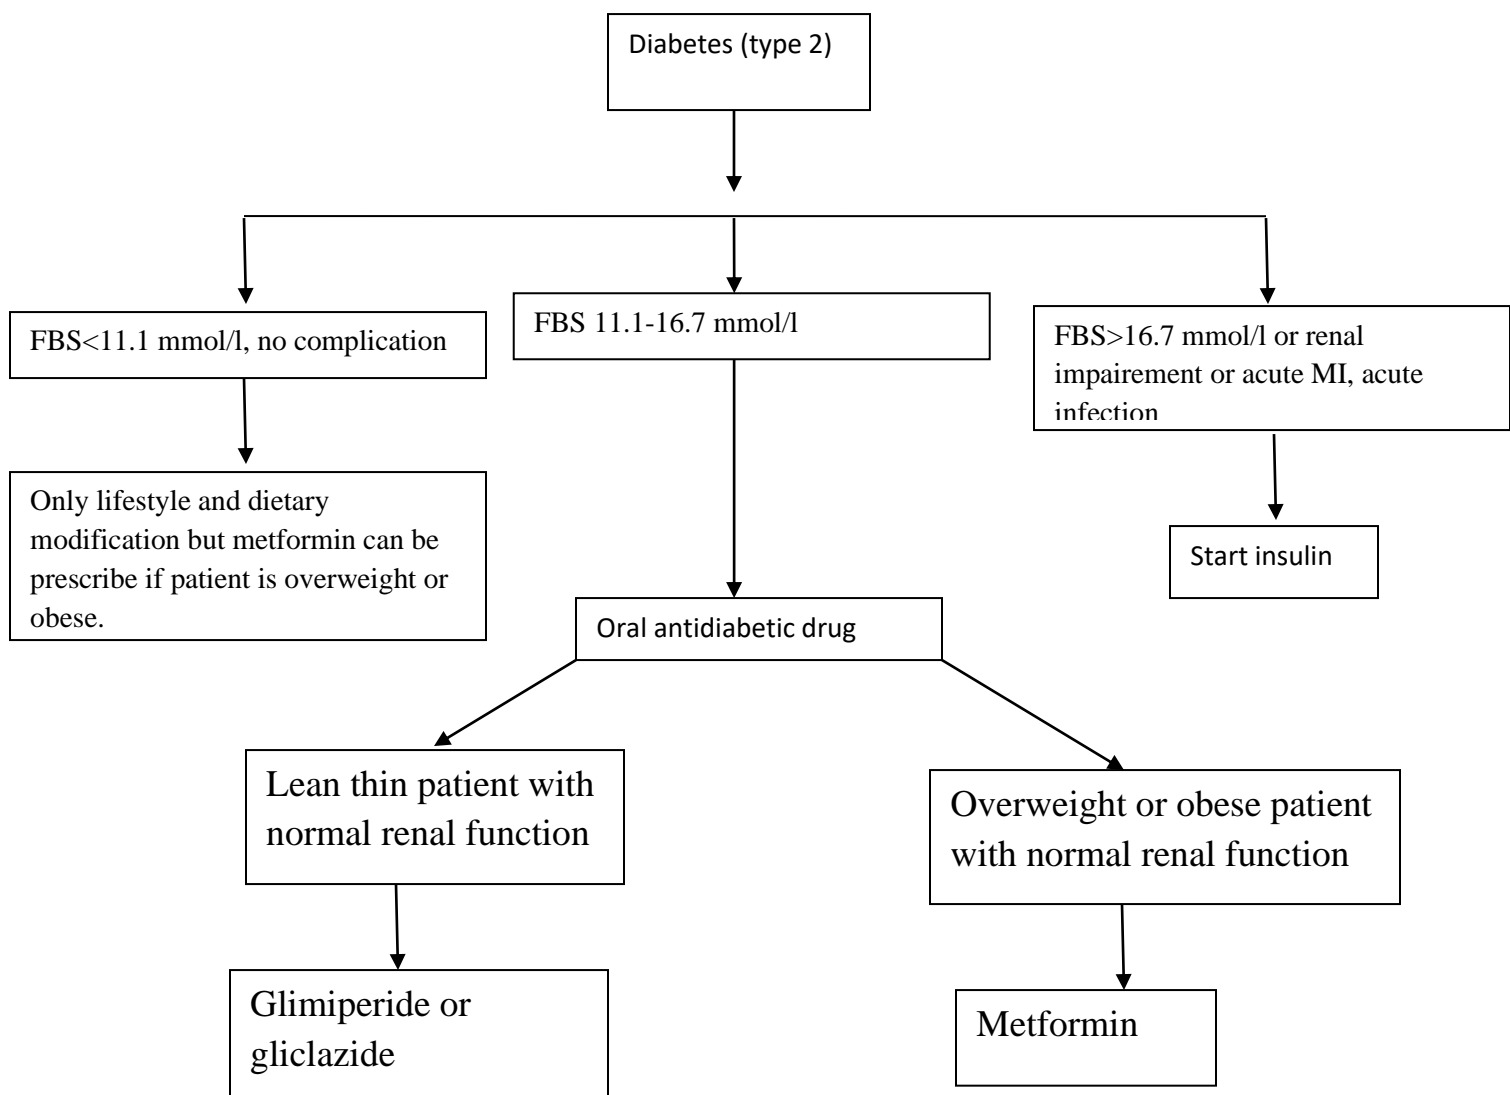 Diabetes (type 2)
FBS<11.1 mmol/l, no complication
FBS 11.1-16.7 mmol/l
FBS>16.7 mmol/l or renal
impairement or acute MI, acute
infection
Only lifestyle and dietary
modification but metformin can be
prescribe if patient is overweight or
obese.
Start insulin
Oral antidiabetic drug
Lean thin patient with
normal renal function
Overweight or obese patient
with normal renal function
Glimiperide or
gliclazide
Metformin